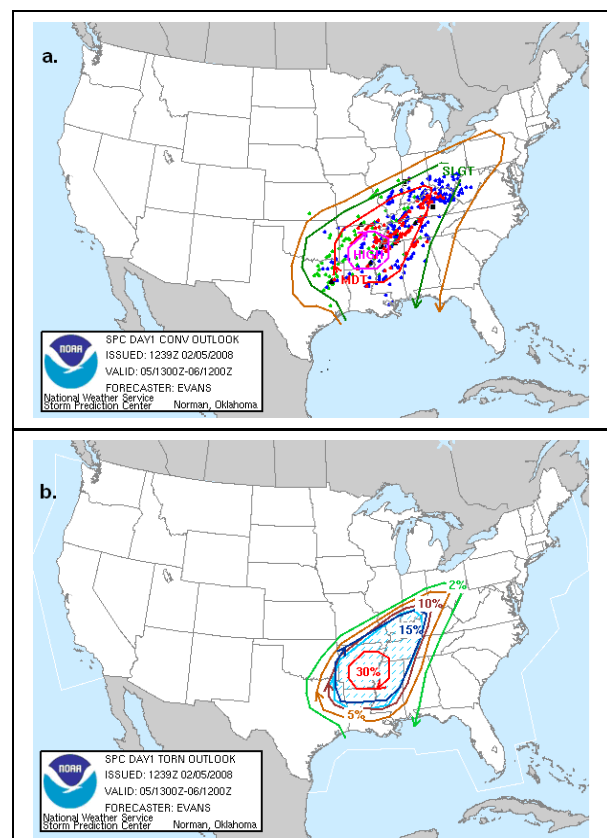 a.
SLGT
HIGH
MDT
NOAA
SPC DAY1 CONV OUTLOOK
ISSUED: 1239Z 02/05/2008
VALID: 05/1300Z-06/1200Z
FORECASTER: EVANS
National Weather Service
Storm Prediction Center Norman, Oklahoma
b.
2%
10%
15%
30%
5%
NOAA
SPC DAY1 TORN OUTLOOK
ISSUED: 1239Z 02/05/2008
VALID: 05/1300Z-06/1200Z
FORECASTER: EVANS
National Weather Service
Storm Prediction Center Norman, Oklahoma